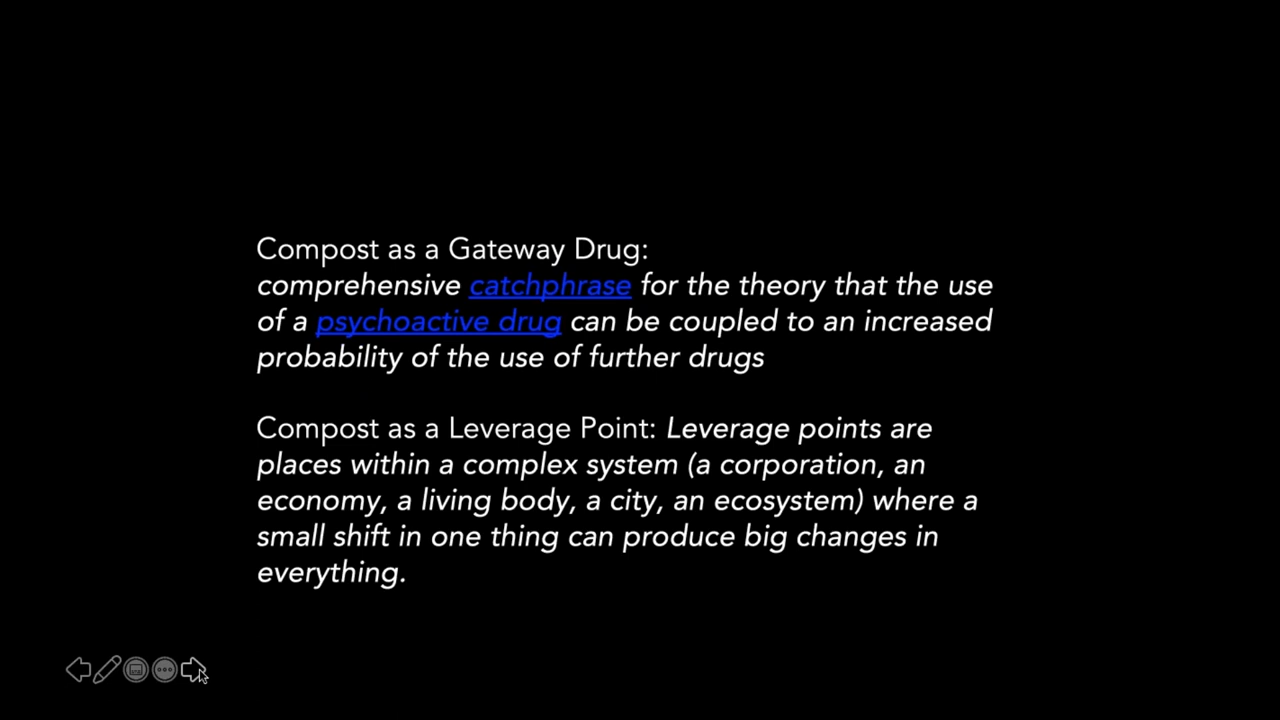 Compost as a Gateway Drug:
comprehensive catchphrase for the theory that the use
of a psychoactive drug can be coupled to an increased
probability of the use of further drugs
Compost as a Leverage Point: Leverage points are
places within a complex system (a corporation, an
economy, a living body, a city, an ecosystem) where a
small shift in one thing can produce big changes in
everything.